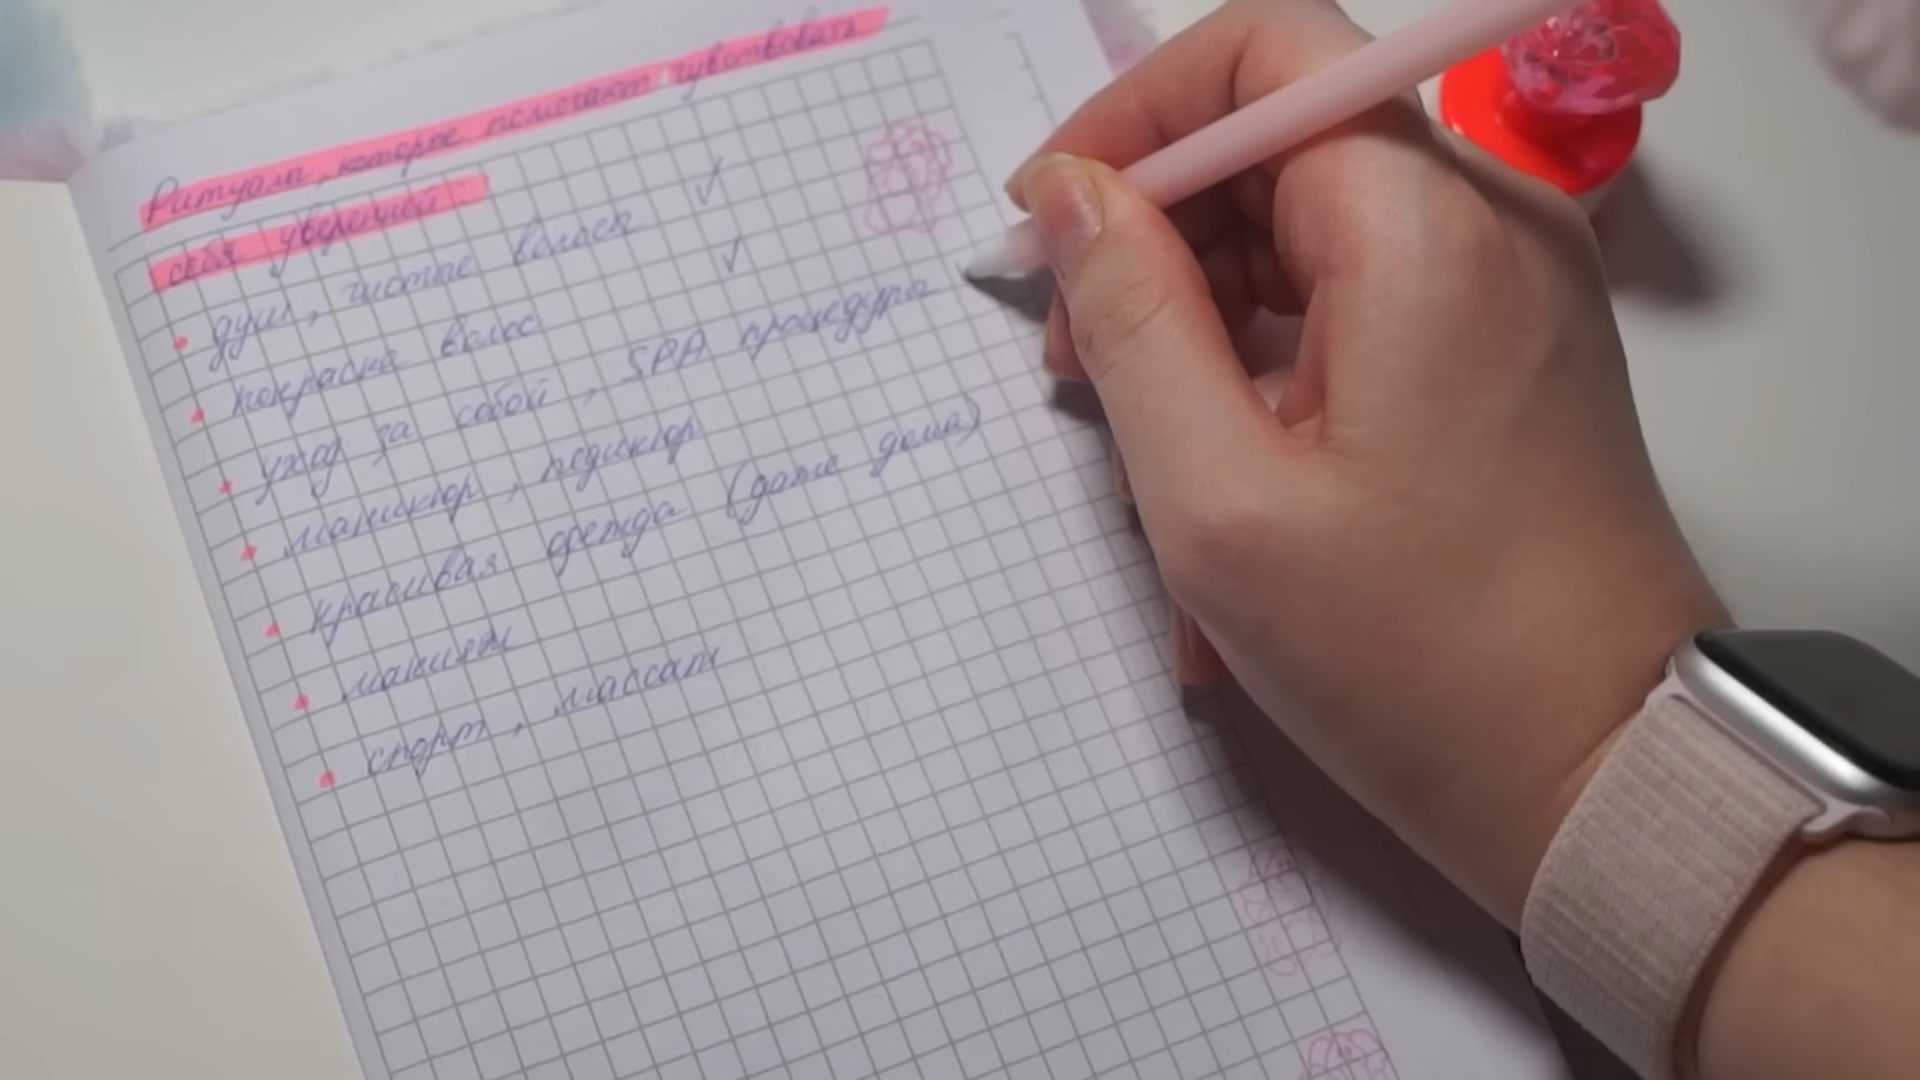 Ритуалы, которые помогают чувствовать
себя уверенней:
• душ, чистые волосы ✓
• покраска волос ✓
• уход за собой, SPA процедуры
• маникюр, педикюр
• красивая одежда (даже дома)
• макияж
• спорт, массаж